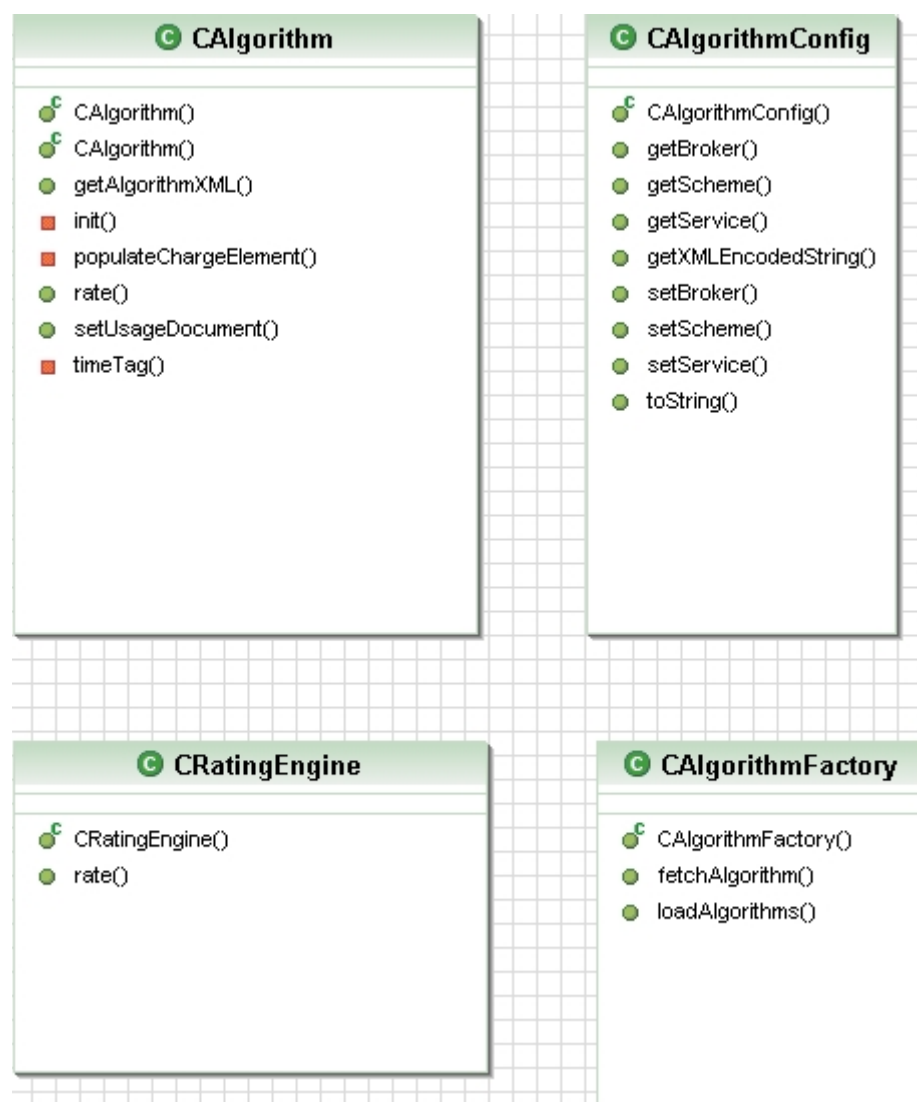 CAlgorithm
CAlgorithm()
CAlgorithm()
getAlgorithmXML()
init()
populateChargeElement()
rate()
setUsageDocument()
timeTag()
CAlgorithmConfig
CAlgorithmConfig()
getBroker()
getScheme()
getService()
getXMLEncodedString()
setBroker()
setScheme()
setService()
toString()
CRatingEngine
CRatingEngine()
rate()
CAlgorithmFactory
CAlgorithmFactory()
fetchAlgorithm()
loadAlgorithms()